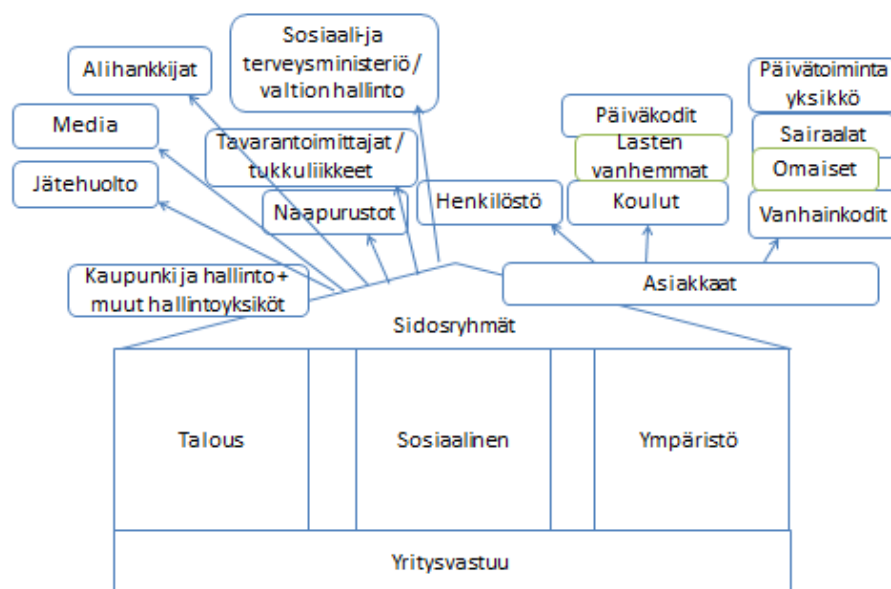 Sosiaali-ja
terveysministeriö/
valtion hallinto
Alihankkijat
Media
Jätehuolto
Tavarantoimittajat/
tukkuliikkeet
Naapurustot
Kaupunki ja hallinto+
muut hallintoyksiköt
Henkilöstö
Päiväkodit
Lasten
vanhemmat
Koulut
Päivätoiminta
yksikkö
Sairaalat
Omaiset
Vanhainkodit
Asiakkaat
Sidosryhmät
Talous
Sosiaalinen
Ympäristö
Yritysvastuu